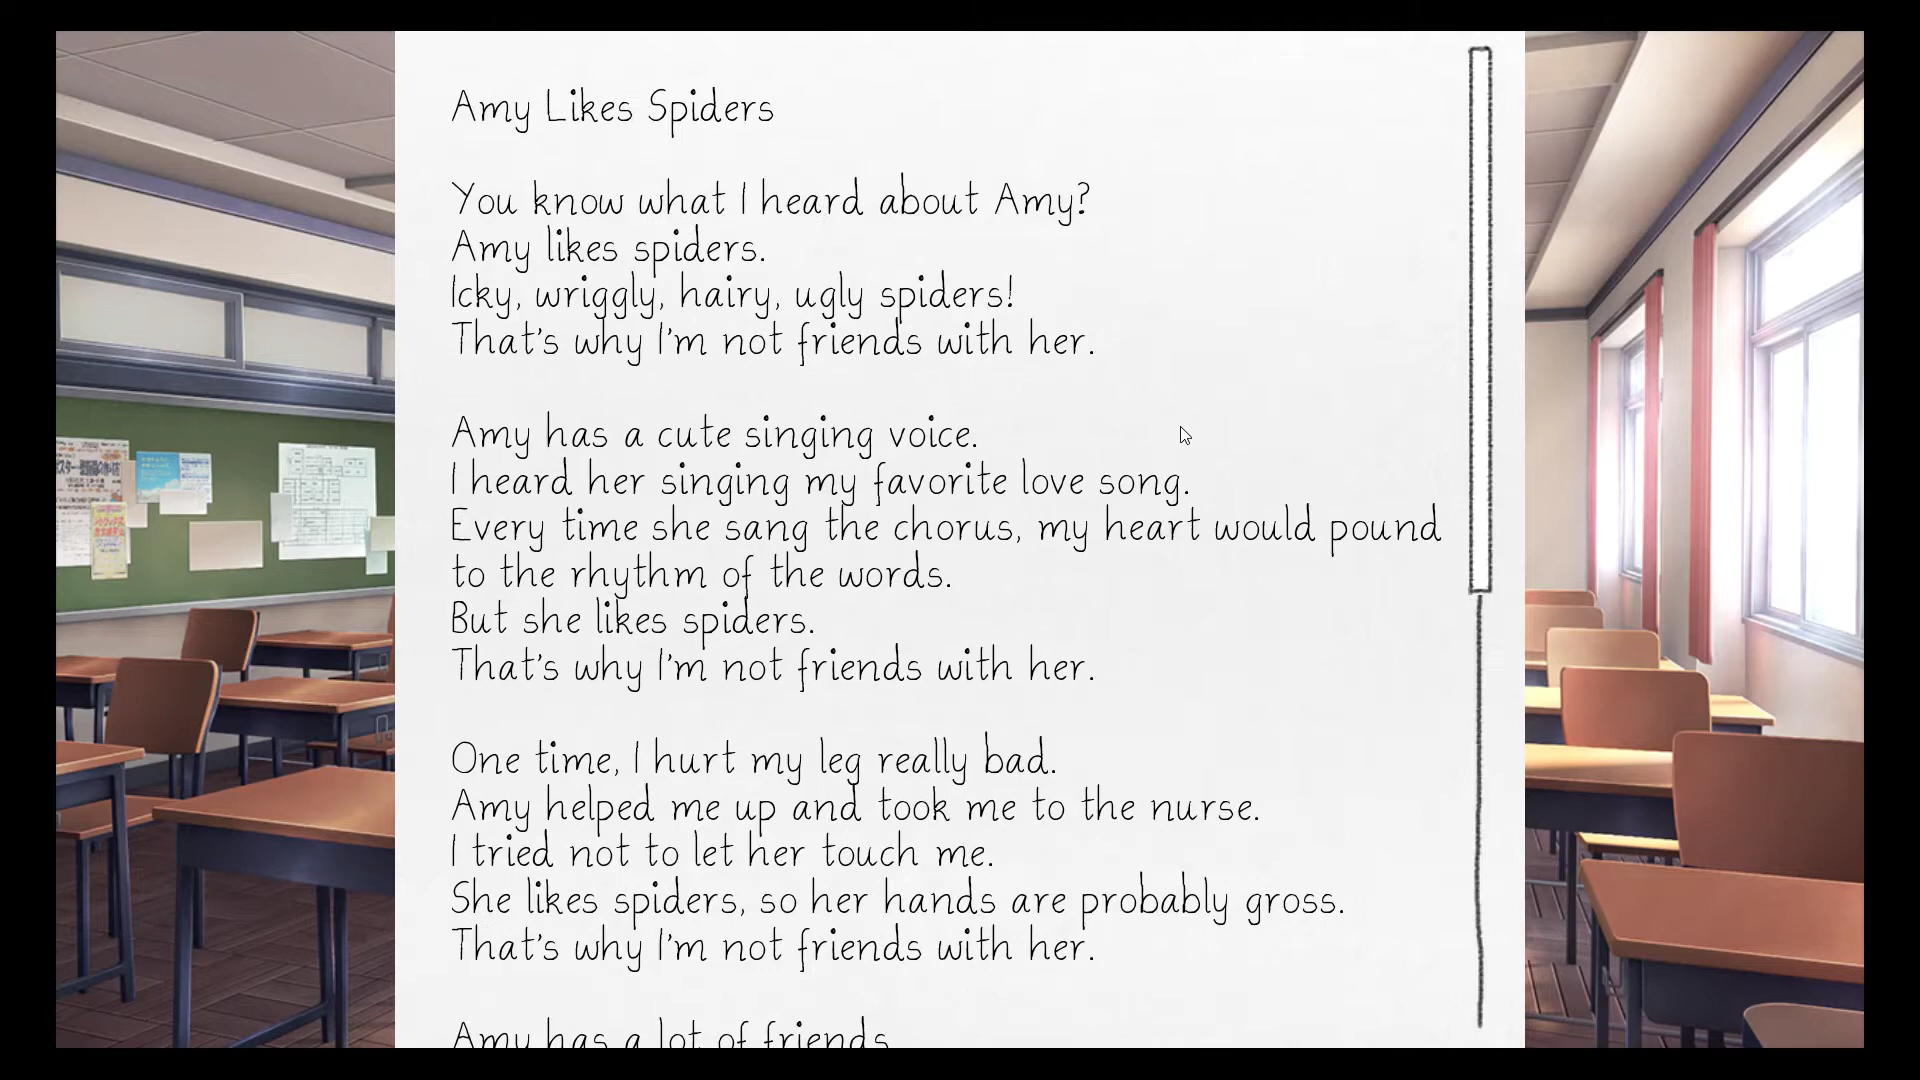 Amy Likes Spiders
You know what I heard about Amy?
Amy likes spiders.
Icky, wriggly, hairy, ugly spiders!
That's why I'm not friends with her.
Amy has a cute singing voice.
I heard her singing my favorite love song.
Every time she sang the chorus, my heart would pound
to the rhythm of the words.
But she likes spiders.
That's why I'm not friends with her.
One time, I hurt my leg really bad.
Amy helped me up and took me to the nurse.
I tried not to let her touch me.
She likes spiders, so her hands are probably gross.
That's why I'm not friends with her.
Amy has a lot of friends.